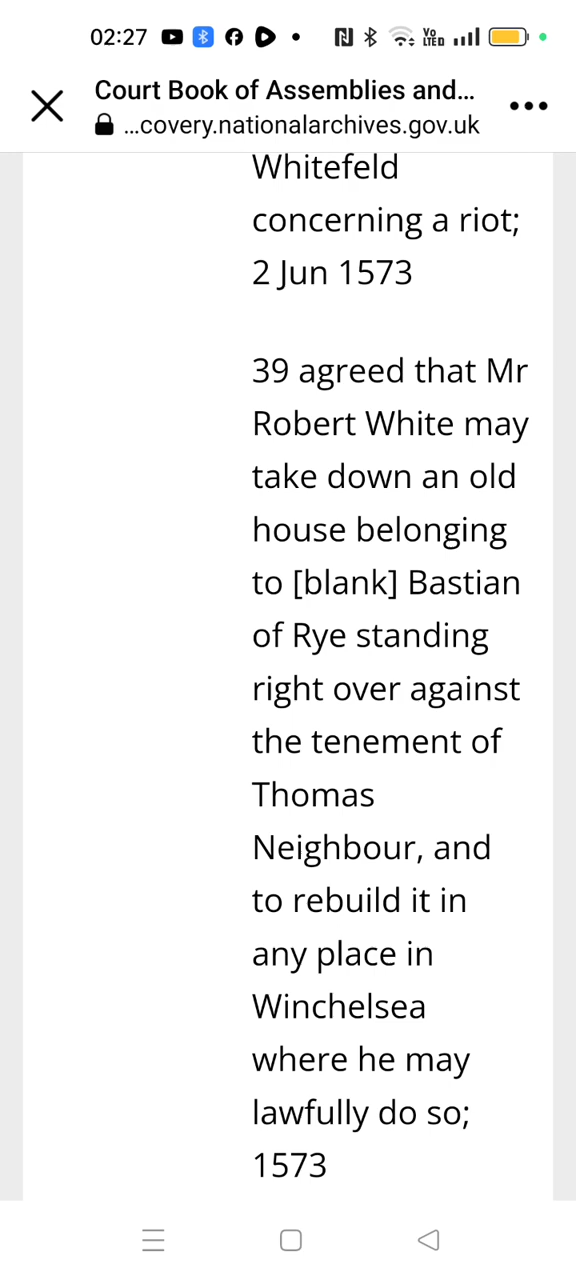 02:27
VO
LTED
Court Book of Assemblies and...
...covery.nationalarchives.gov.uk
Whitefeld
concerning a riot;
2 Jun 1573
39 agreed that Mr
Robert White may
take down an old
house belonging
to [blank] Bastian
of Rye standing
right over against
the tenement of
Thomas
Neighbour, and
to rebuild it in
any place in
Winchelsea
where he may
lawfully do so;
1573